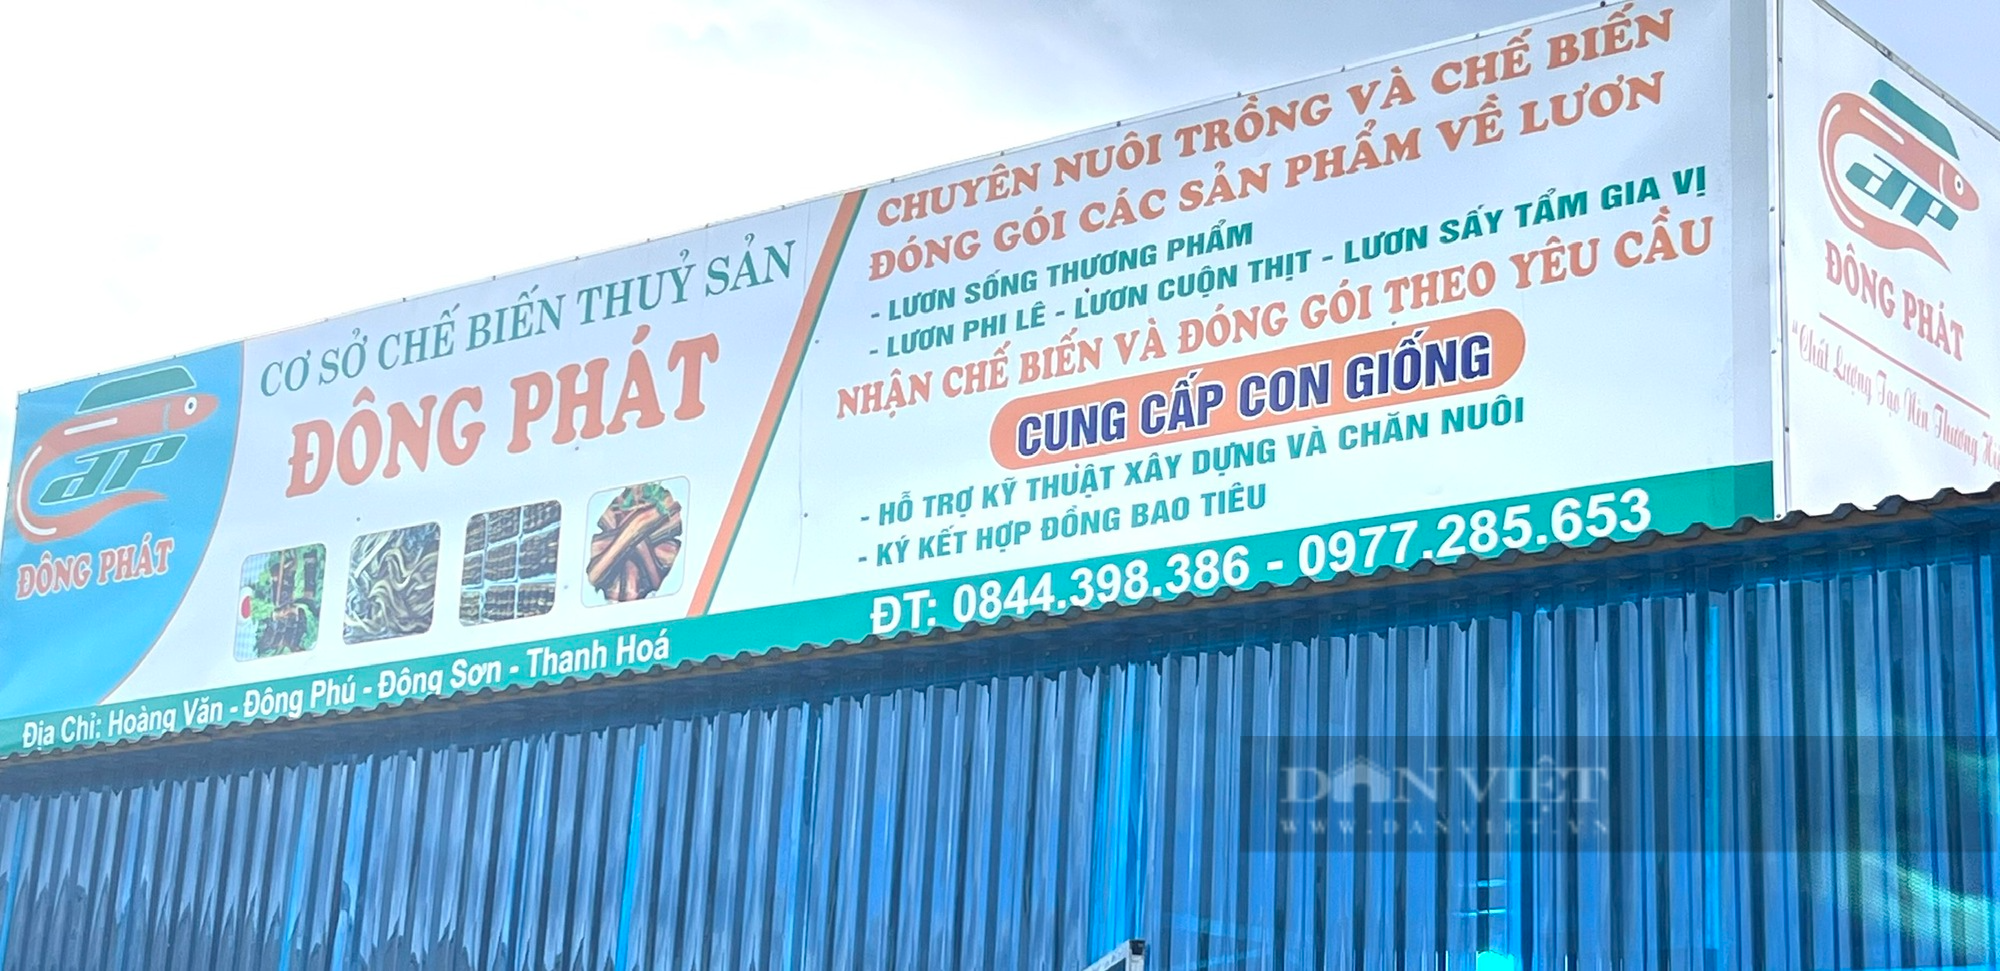 ĐP
ĐÔNG PHÁT
CƠ SỞ CHẾ BIẾN THUỶ SẢN
ĐÔNG PHÁT
Địa Chỉ: Hoàng Văn - Đông Phú - Đông Sơn - Thanh Hoá
CHUYÊN NUÔI TRỒNG VÀ CHẾ BIẾN
ĐÓNG GÓI CÁC SẢN PHẨM VỀ LƯƠN
- LƯƠN SỐNG THƯƠNG PHẨM
- LƯƠN PHI LÊ - LƯƠN CUỘN THỊT - LƯƠN SẤY TẨM GIA VỊ
NHẬN CHẾ BIẾN VÀ ĐÓNG GÓI THEO YÊU CẦU
CUNG CẤP CON GIỐNG
- HỖ TRỢ KỸ THUẬT XÂY DỰNG VÀ CHĂN NUÔI
- KÝ KẾT HỢP ĐỒNG BAO TIÊU
ĐT: 0844.398.386 - 0977.285.653
ĐP
ĐÔNG PHÁT
"Chất Lượng Tạo Nên Thương
DÂN VIỆT
WWW.DANVIET.VN